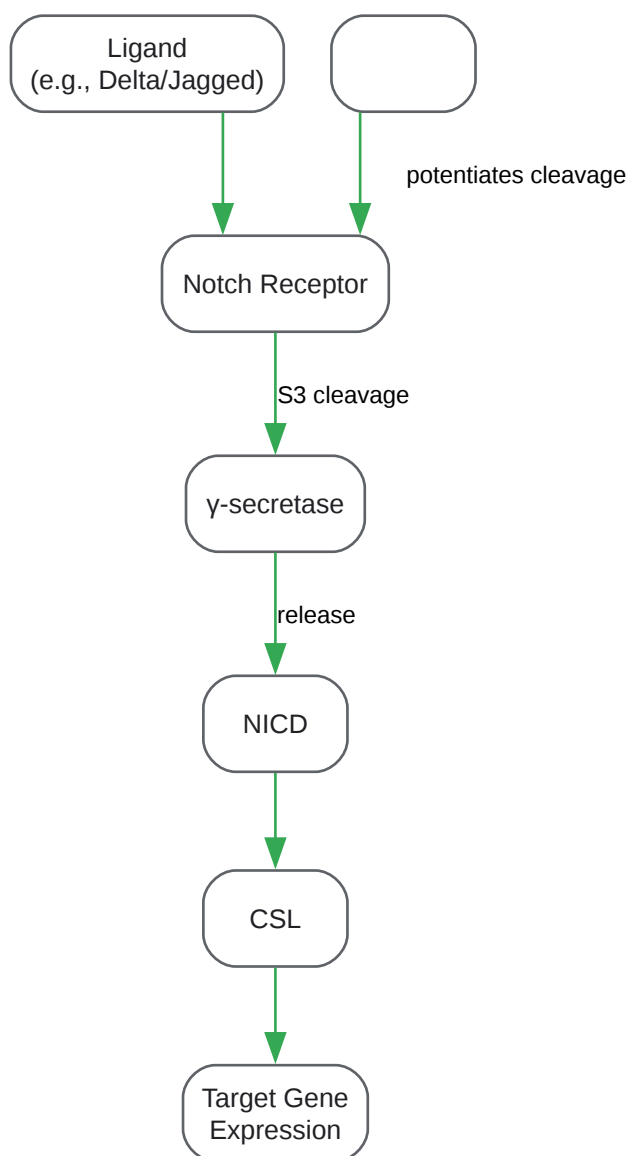 Ligand
(e.g., Delta/Jagged)
potentiates cleavage
Notch Receptor
S3 cleavage
γ-secretase
release
NICD
CSL
Target Gene
Expression